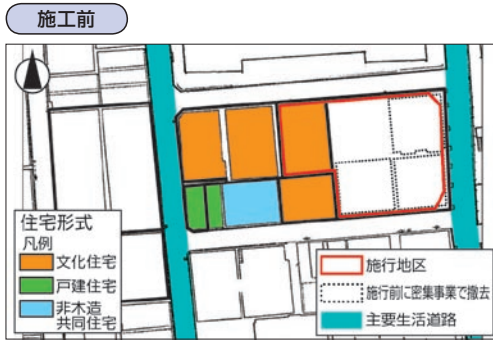 施工前
住宅形式
凡例
文化住宅
戸建住宅
非木造
共同住宅
施行地区
施行前に密集事業で撤去
主要生活道路